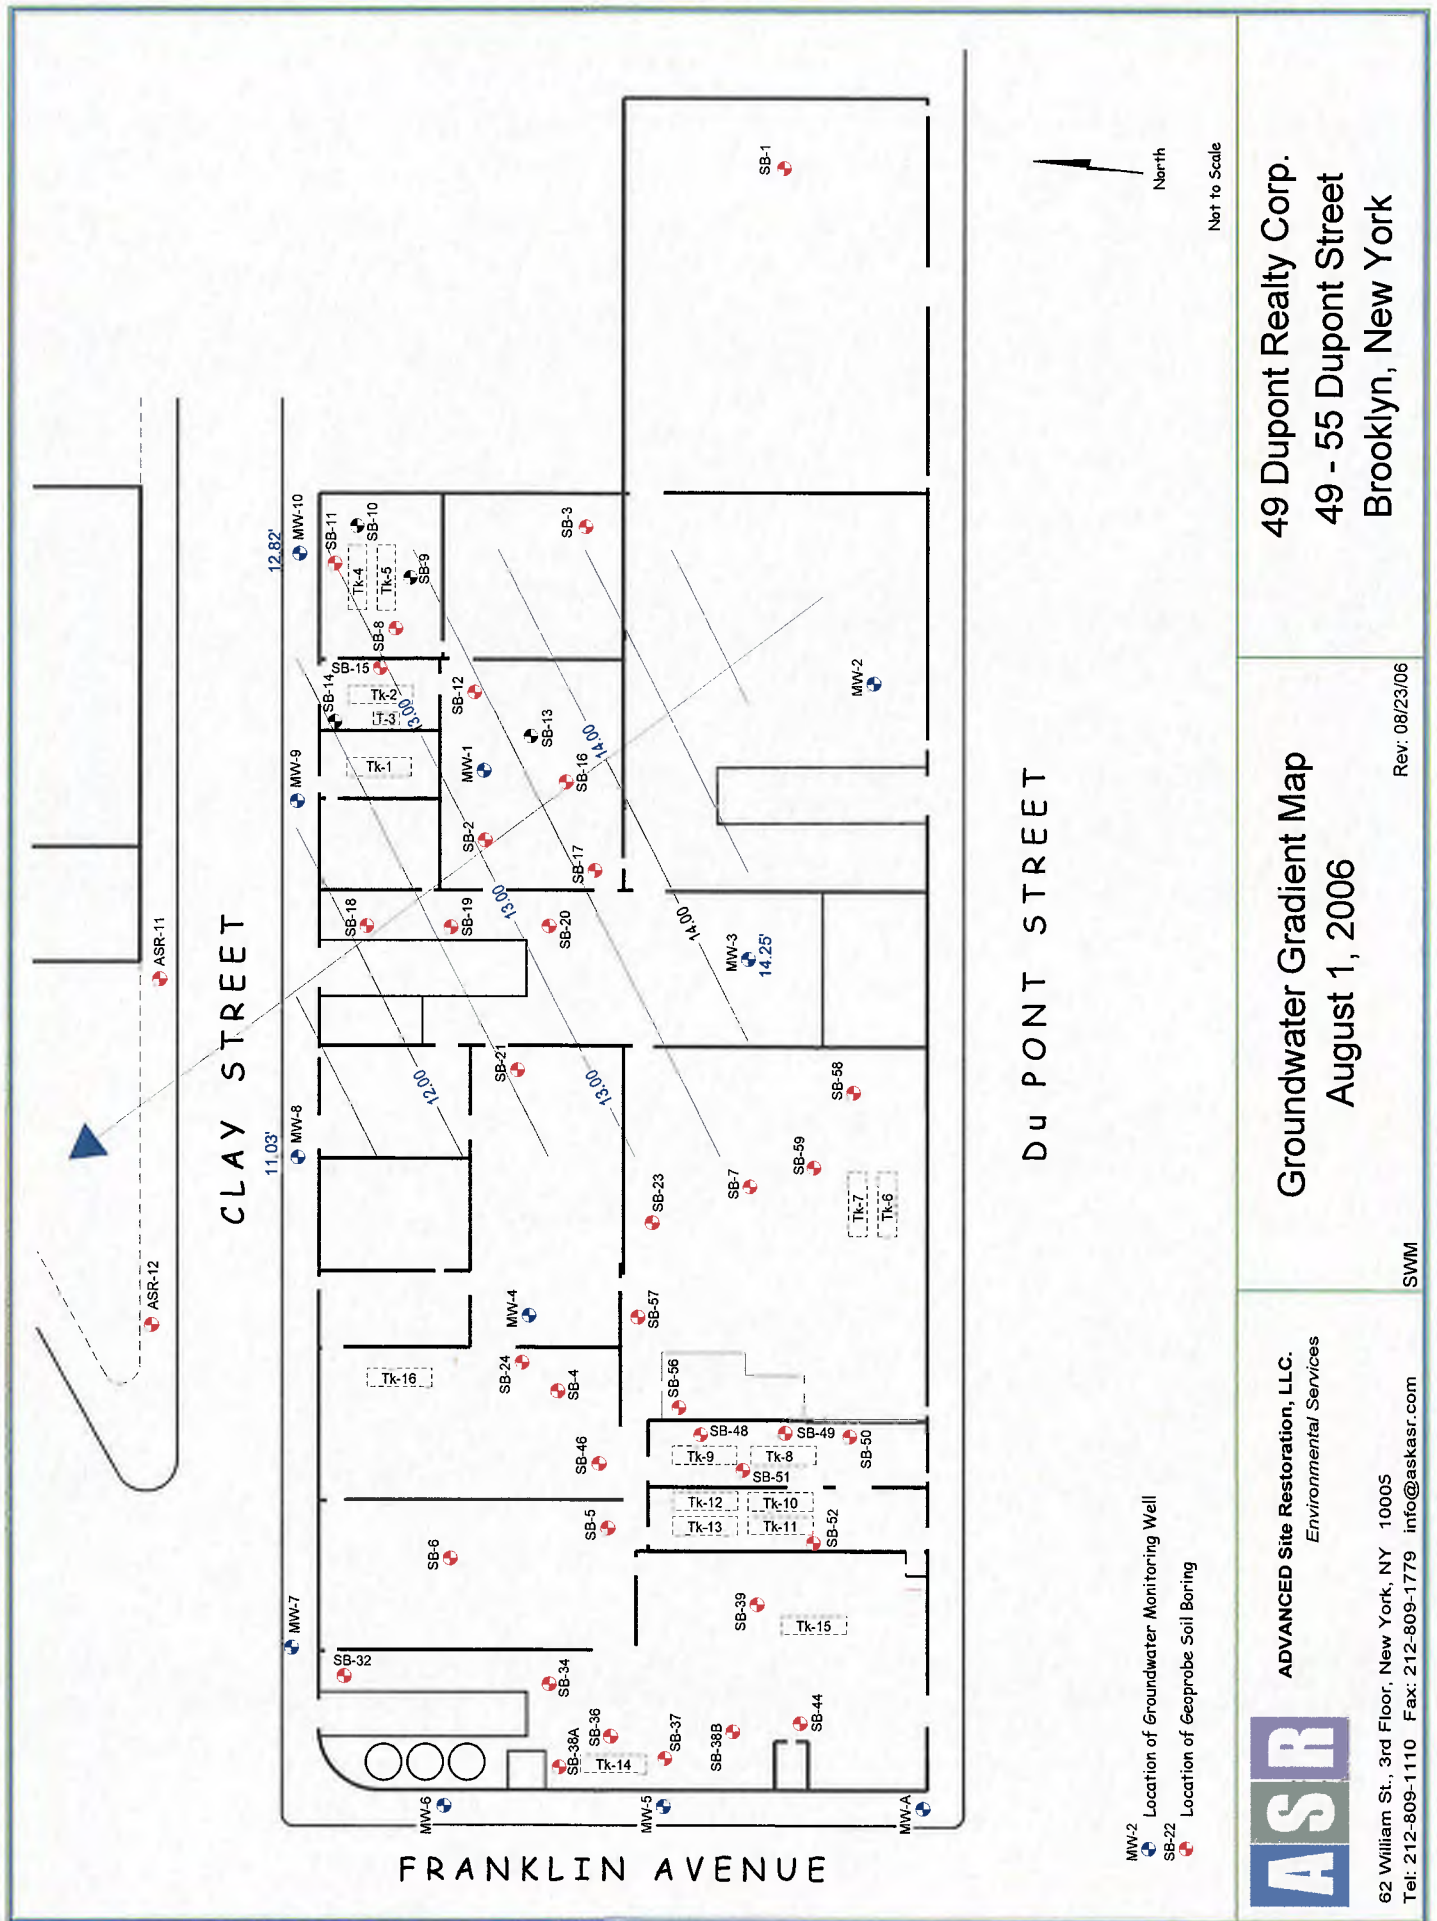 ASR-12
ASR-11
CLAY STREET
MW-7
11.03'
MW-8
MW-9
12.82'
MW-10
SB-32
Tk-16
SB-6
SB-18
SB-14
SB-15
SB-11
Tk-4
SB-10
Tk-5
SB-9
SB-8
Tk-2
T-3
Tk-1
13.00
12.00
SB-21
SB-19
SB-20
13.00
13.00
SB-2
MW-1
SB-12
SB-13
SB-16
SB-17
14.00
SB-3
SB-1
MW-6
SB-34
SB-38A
SB-36
Tk-14
SB-37
SB-38B
SB-44
MW-5
MW-A
SB-5
SB-46
SB-24
SB-4
MW-4
SB-57
SB-56
SB-23
SB-7
SB-59
SB-58
Tk-7
Tk-6
SB-48
SB-49
SB-50
Tk-9
Tk-8
SB-51
Tk-12
Tk-10
Tk-13
Tk-11
SB-52
SB-39
Tk-15
14.00
MW-3
14.25'
MW-2
FRANKLIN AVENUE
Du PONT STREET
North
Not to Scale
MW-2
Location of Groundwater Monitoring Well
SB-22
Location of Geoprobe Soil Boring
ASR
ADVANCED Site Restoration, LLC.
Environmental Services
62 William St., 3rd Floor, New York, NY 10005
Tel: 212-809-1110 Fax: 212-809-1779 info@askasr.com
Groundwater Gradient Map
August 1, 2006
SWM
Rev: 08/23/06
49 Dupont Realty Corp.
49 - 55 Dupont Street
Brooklyn, New York